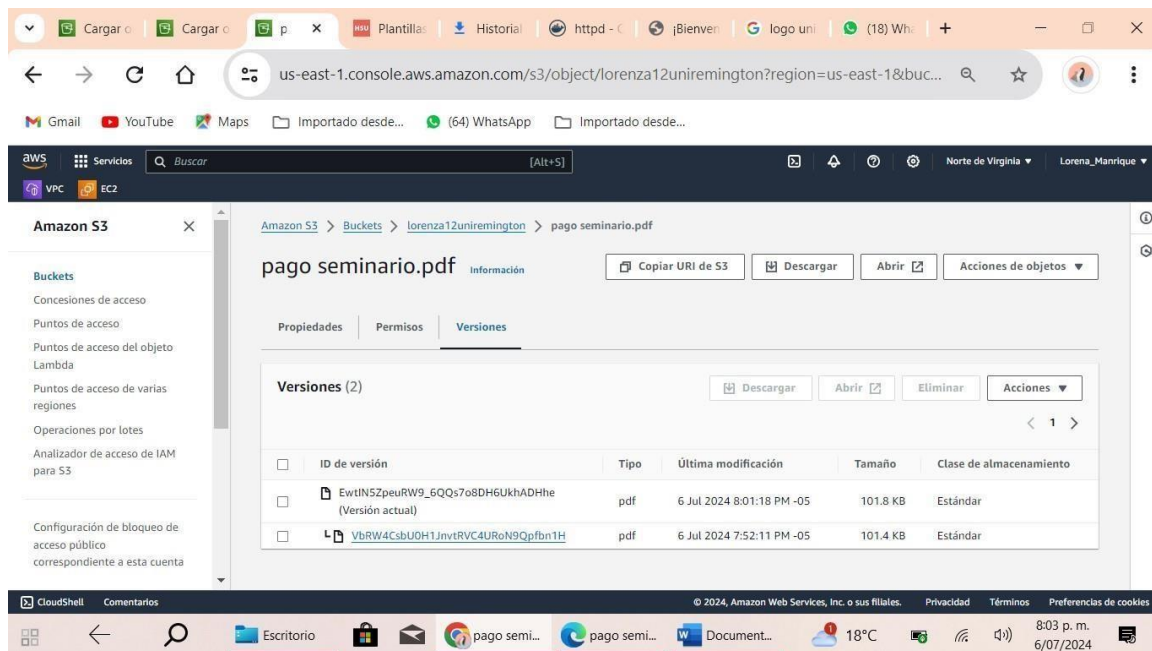 Cargar o
Cargar o
p
HSU Plantillas
Historial
httpd - C
¡Bienven
logo uni
(18) Wha
us-east-1.console.aws.amazon.com/s3/object/lorenza12uniremington?region=us-east-1&buc...
Gmail
YouTube
Maps
Importado desde...
(64) WhatsApp
Importado desde...
aws
Servicios
Buscar
[Alt+S]
Norte de Virginia
Lorena_Manrique
VPC
EC2
Amazon S3
Buckets
Concesiones de acceso
Puntos de acceso
Puntos de acceso del objeto
Lambda
Puntos de acceso de varias
regiones
Operaciones por lotes
Analizador de acceso de IAM
para S3
Configuración de bloqueo de
acceso público
correspondiente a esta cuenta
Amazon S3 > Buckets > lorenza12uniremington > pago seminario.pdf
pago seminario.pdf Información
Copiar URI de S3
Descargar
Abrir
Acciones de objetos
Propiedades
Permisos
Versiones
Versiones (2)
Descargar
Abrir
Eliminar
Acciones
< 1 >
ID de versión Tipo Última modificación Tamaño Clase de almacenamiento
EwtIN5ZpeuRW9_6QQs7o8DH6UkhADHhe pdf 6 Jul 2024 8:01:18 PM -05 101.8 KB Estándar
(Versión actual)
VbRW4CsbU0H1JnvtRVC4URoN9Qpfbn1H pdf 6 Jul 2024 7:52:11 PM -05 101.4 KB Estándar
CloudShell Comentarios © 2024, Amazon Web Services, Inc. o sus filiales. Privacidad Términos Preferencias de cookies
Escritorio
pago semi...
pago semi...
W Document...
1
18°C
8:03 p. m.
6/07/2024